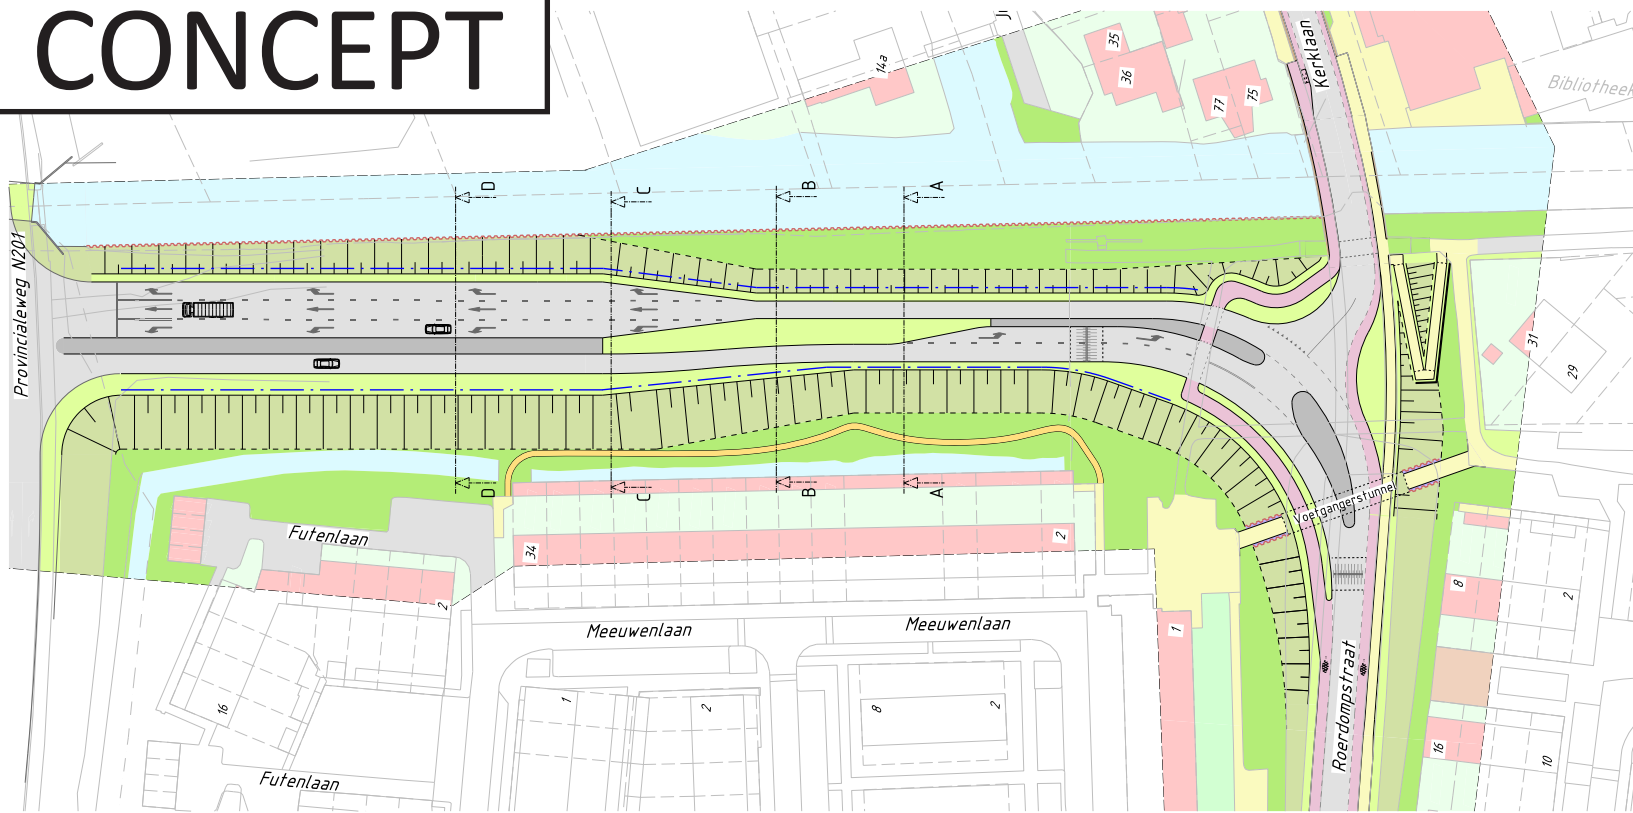 CONCEPT
14a
35
36
77
75
Kerklaan
Bibliotheek
D
C
B
A
Provincialeweg N201
31
29
D
C
B
A
Voetgangerstunnel
Futenlaan
34
2
2
8
2
Meeuwenlaan
Meeuwenlaan
1
16
1
2
8
2
Roerdompstraat
16
10
Futenlaan